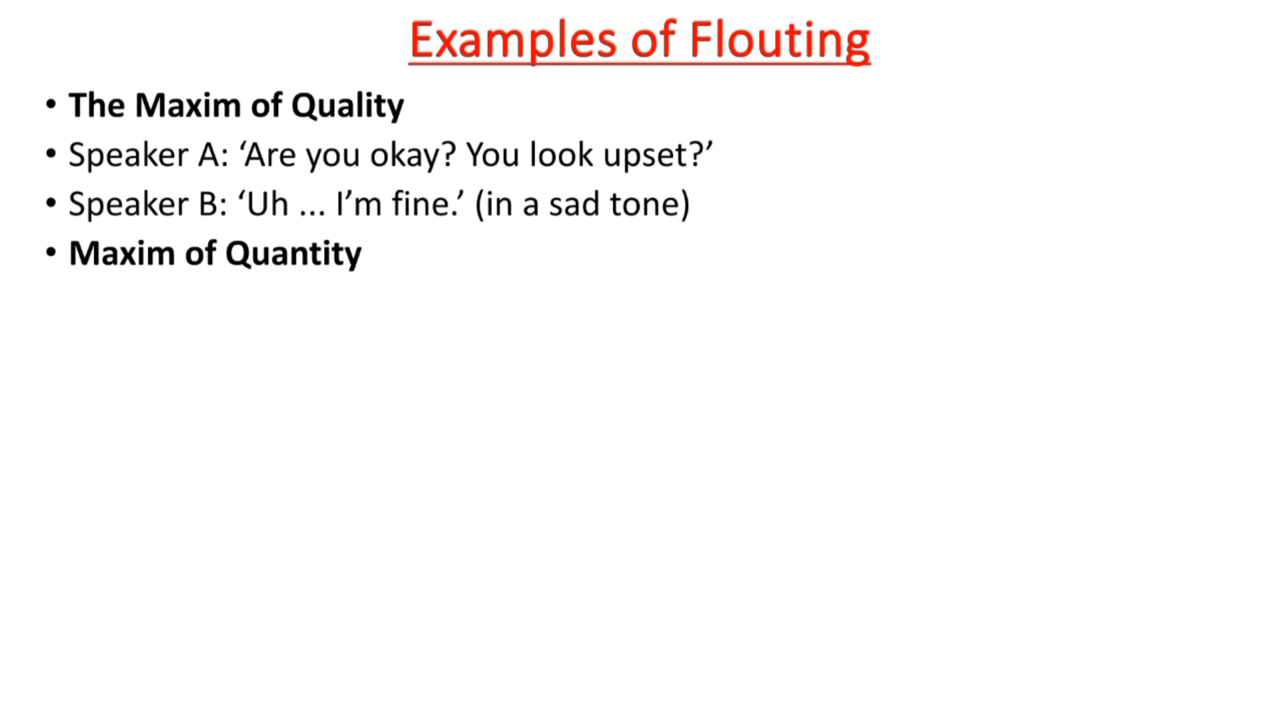 Examples of Flouting
• The Maxim of Quality
• Speaker A: ‘Are you okay? You look upset?’
• Speaker B: ‘Uh ... I’m fine.’ (in a sad tone)
• Maxim of Quantity